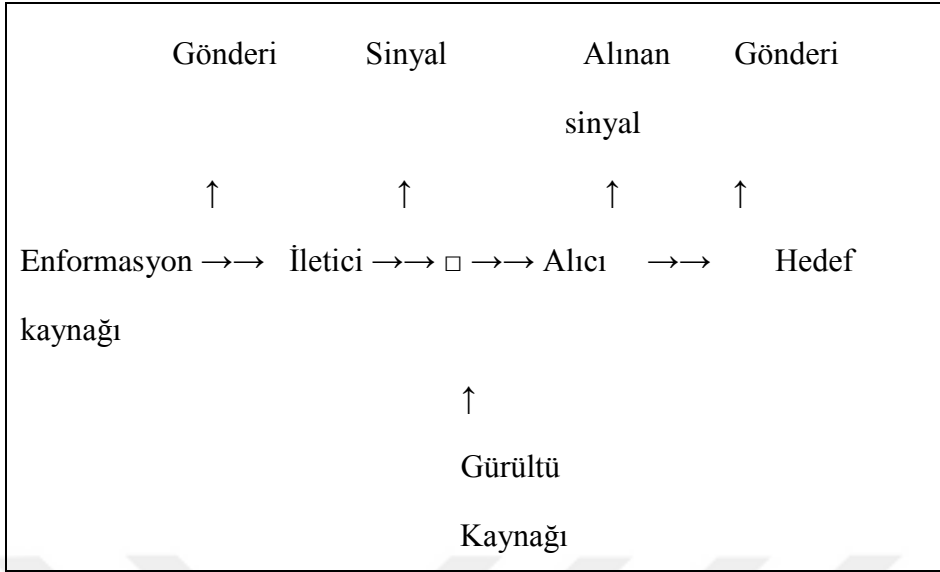 Gönderi Sinyal Alınan Gönderi
sinyal
↑ ↑ ↑ ↑
Enformasyon →→ İletici →→ □ →→ Alıcı →→ Hedef
kaynağı
↑
Gürültü
Kaynağı